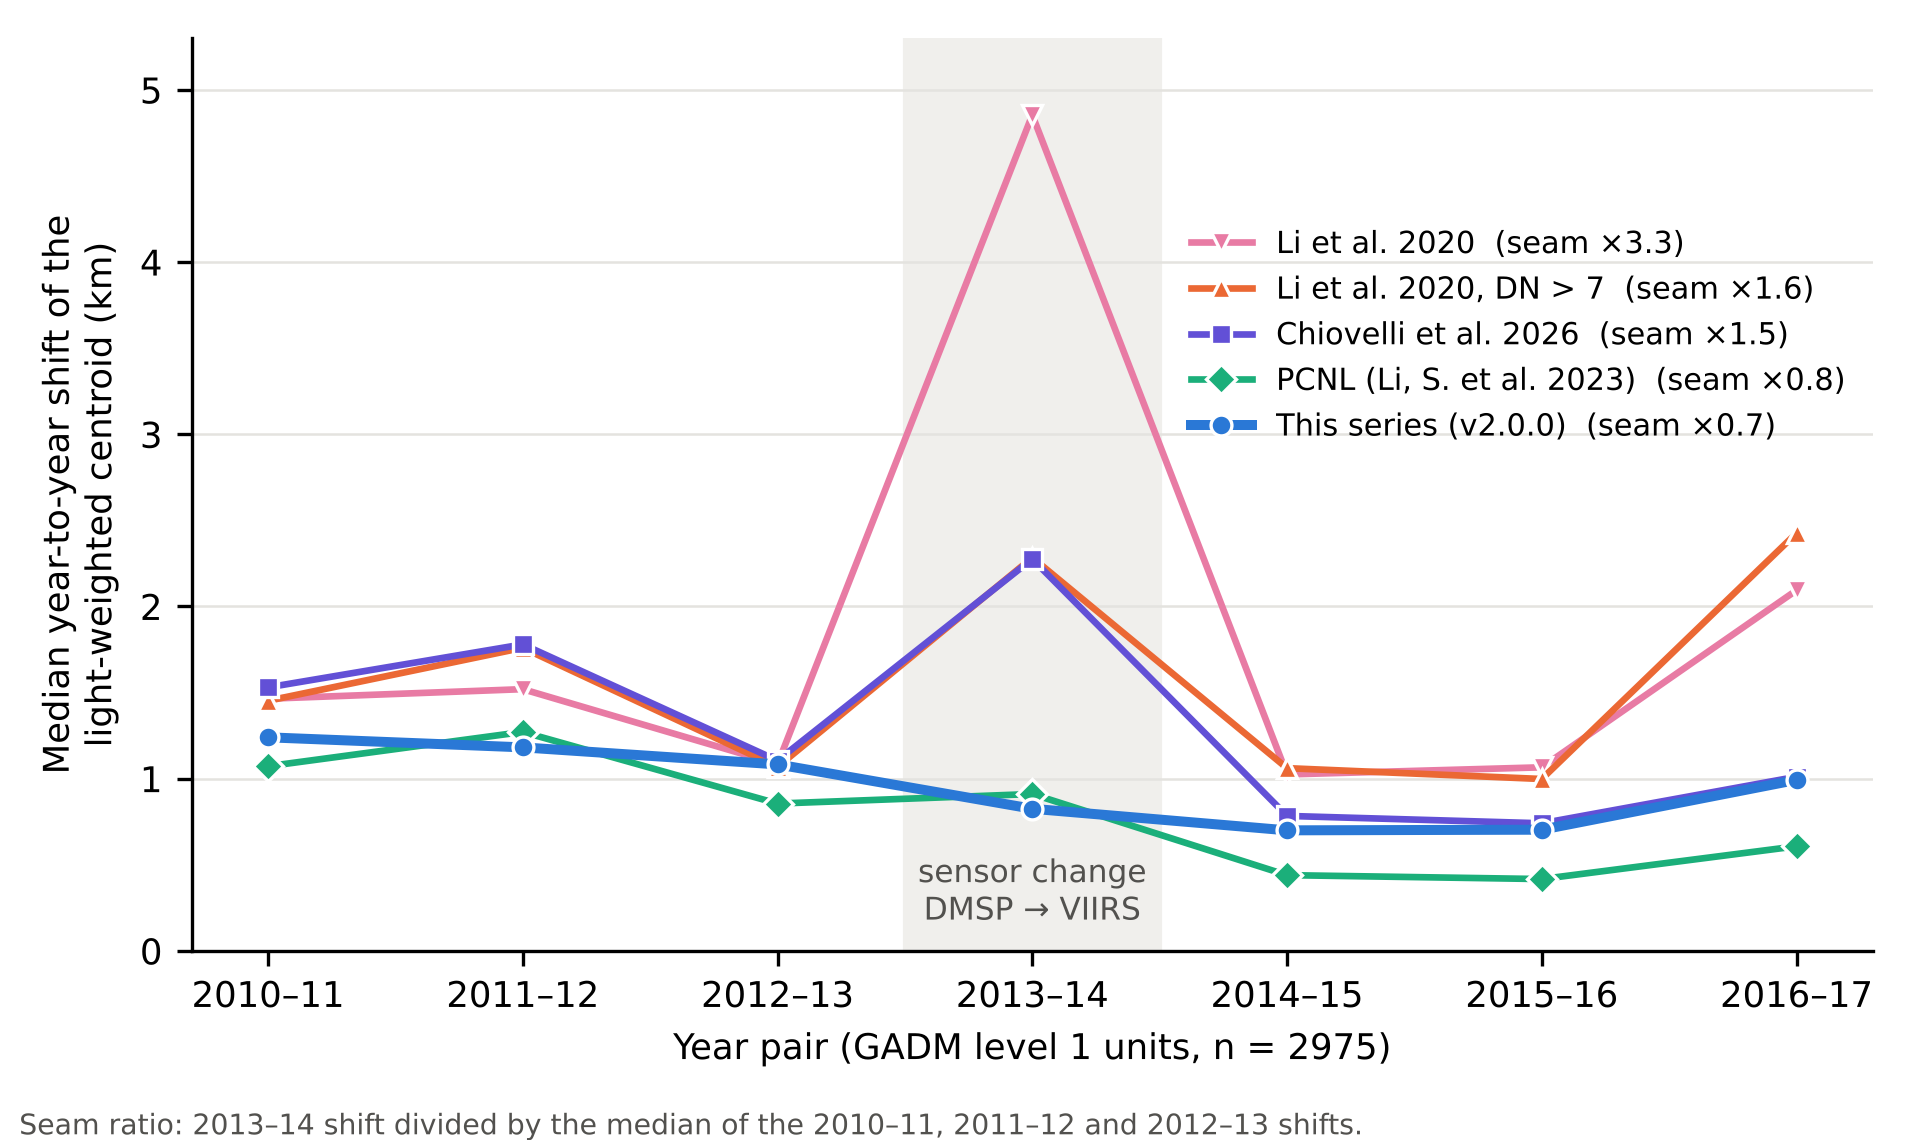 5
4
3
2
1
0
Median year-to-year shift of the
light-weighted centroid (km)
Li et al. 2020 (seam ×3.3)
Li et al. 2020, DN > 7 (seam ×1.6)
Chiovelli et al. 2026 (seam ×1.5)
PCNL (Li, S. et al. 2023) (seam ×0.8)
This series (v2.0.0) (seam ×0.7)
sensor change
DMSP → VIIRS
2010–11 2011–12 2012–13 2013–14 2014–15 2015–16 2016–17
Year pair (GADM level 1 units, n = 2975)
Seam ratio: 2013–14 shift divided by the median of the 2010–11, 2011–12 and 2012–13 shifts.